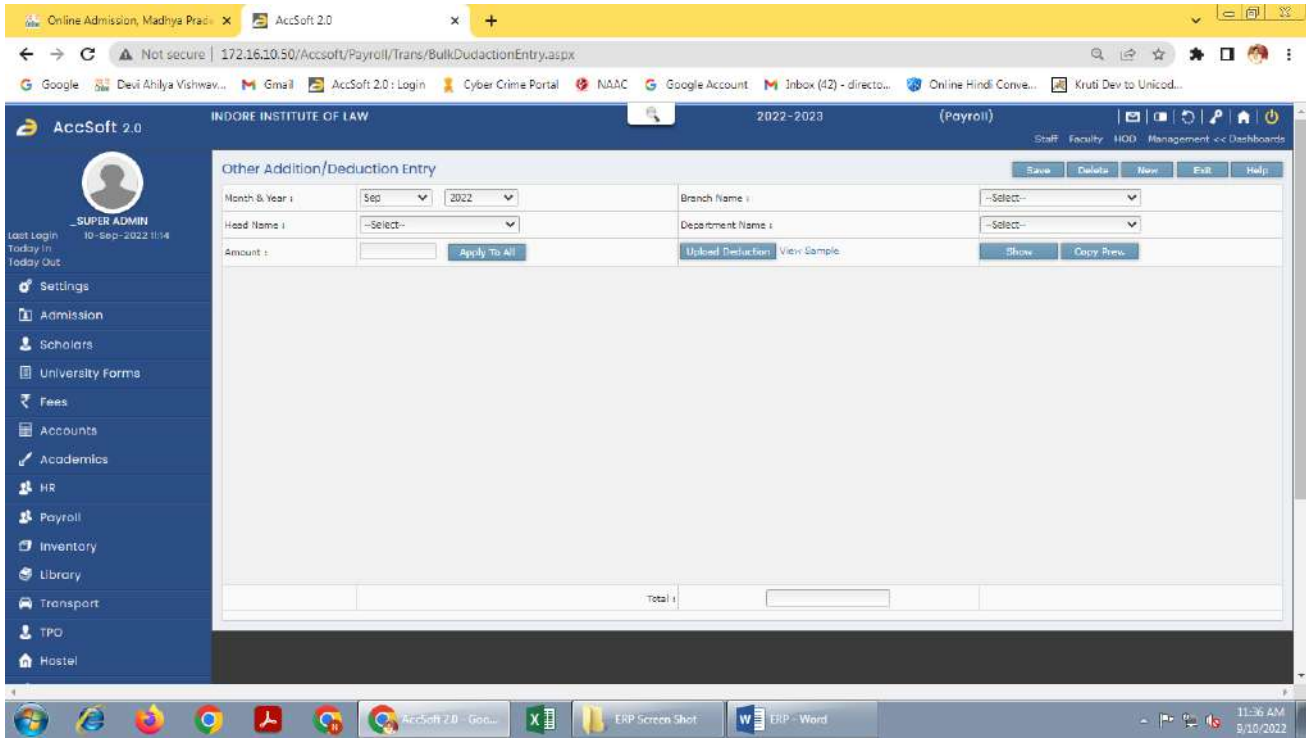 Online Admission, Madhya Prade
AccSoft 2.0
Not secure | 172.16.10.50/Accsoft/Payroll/Trans/BulkDudactionEntry.aspx
Google
Devi Ahilya Vishwav...
Gmail
AccSoft 2.0 : Login
Cyber Crime Portal
NAAC
Google Account
Inbox (42) - directo...
Online Hindi Conve...
Kruti Dev to Unicod...
AccSoft 2.0
INDORE INSTITUTE OF LAW
2022-2023
(Payroll)
Staff Faculty HOD Management << Dashboards
_SUPER ADMIN
Last Login 10-Sep-2022 11:14
Today In
Today Out
Settings
Admission
Scholars
University Forms
Fees
Accounts
Academics
HR
Payroll
Inventory
Library
Transport
TPO
Hostel
Other Addition/Deduction Entry
Save Delete New Exit Help
Month & Year : Sep 2022 Branch Name : --Select--
Head Name : --Select-- Department Name : --Select--
Amount : Apply To All Upload Deduction View Sample Show Copy Prew.
Total :
AccSoft 2.0 - Goo...
ERP Screen Shot
ERP - Word
11:36 AM
9/10/2022